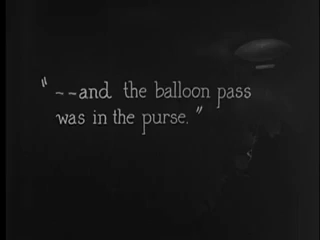 "--and the balloon pass
was in the purse."